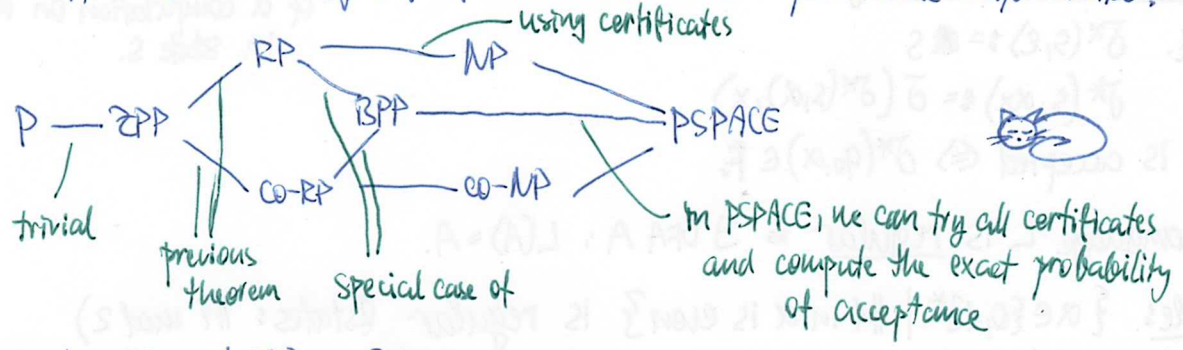 using certificates
RP NP
P ZPP BPP PSPACE
co-RP co-NP
trivial
previous
theorem
special case of
in PSPACE, we can try all certificates
and compute the exact probability
of acceptance